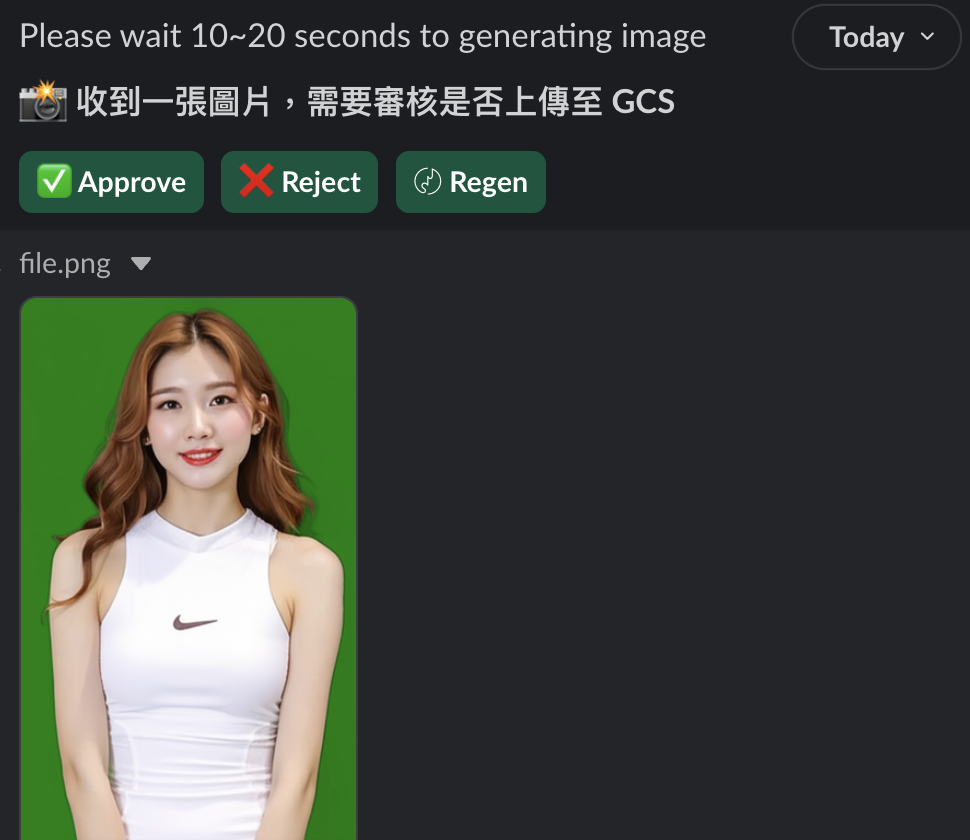 Please wait 10~20 seconds to generating image
Today
收到一張圖片，需要審核是否上傳至 GCS
Approve
Reject
Regen
file.png